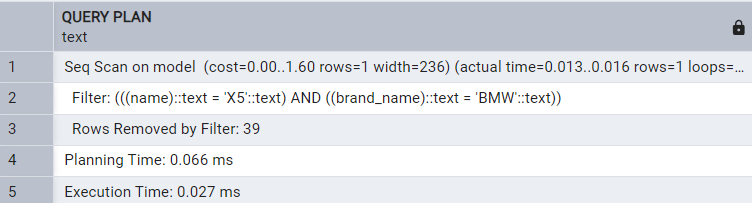 QUERY PLAN
text
1 Seq Scan on model (cost=0.00..1.60 rows=1 width=236) (actual time=0.013..0.016 rows=1 loops=...
2 Filter: (((name)::text = 'X5'::text) AND ((brand_name)::text = 'BMW'::text))
3 Rows Removed by Filter: 39
4 Planning Time: 0.066 ms
5 Execution Time: 0.027 ms